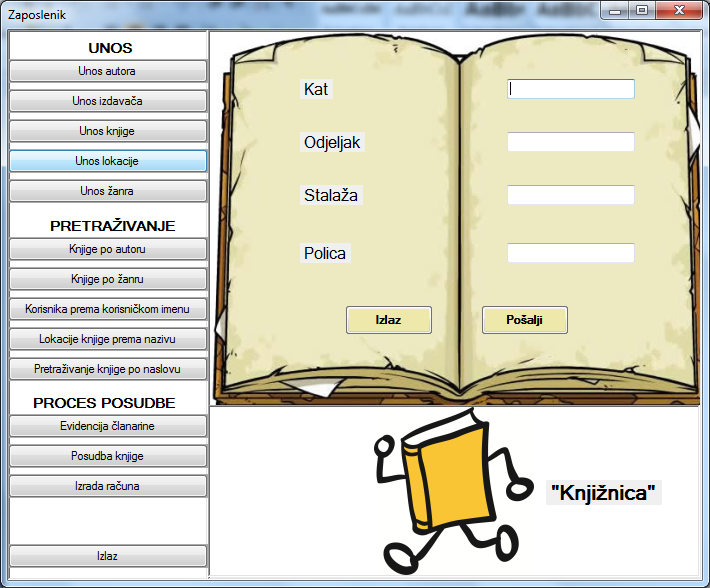 Zaposlenik
UNOS
Unos autora
Unos izdavača
Unos knjige
Unos lokacije
Unos žanra
PRETRAŽIVANJE
Knjige po autoru
Knjige po žanru
Korisnika prema korisničkom imenu
Lokacije knjige prema nazivu
Pretraživanje knjige po naslovu
PROCES POSUDBE
Evidencija članarine
Posudba knjige
Izrada računa
Izlaz
Kat
Odjeljak
Stalaža
Polica
Izlaz Pošalji
"Knjižnica"